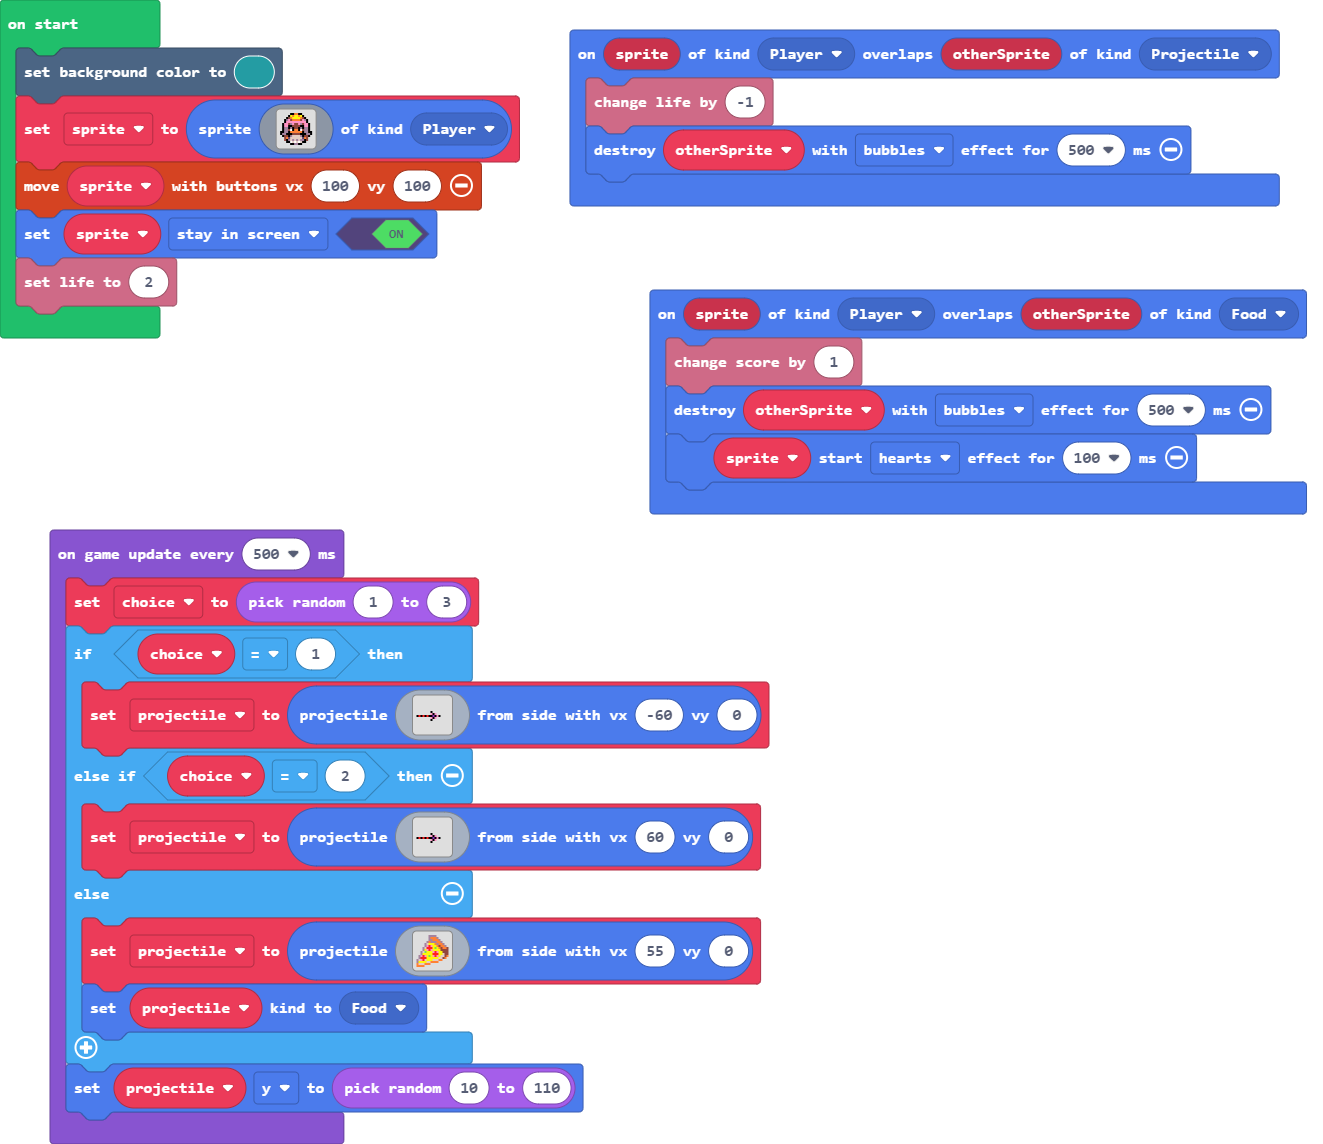 on start
set background color to
set sprite to sprite of kind Player
move sprite with buttons vx 100 vy 100
set sprite stay in screen ON
set life to 2
on sprite of kind Player overlaps otherSprite of kind Projectile
change life by -1
destroy otherSprite with bubbles effect for 500 ms
on sprite of kind Player overlaps otherSprite of kind Food
change score by 1
destroy otherSprite with bubbles effect for 500 ms
sprite start hearts effect for 100 ms
on game update every 500 ms
set choice to pick random 1 to 3
if choice = 1 then
set projectile to projectile from side with vx -60 vy 0
else if choice = 2 then
set projectile to projectile from side with vx 60 vy 0
else
set projectile to projectile from side with vx 55 vy 0
set projectile kind to Food
set projectile y to pick random 10 to 110